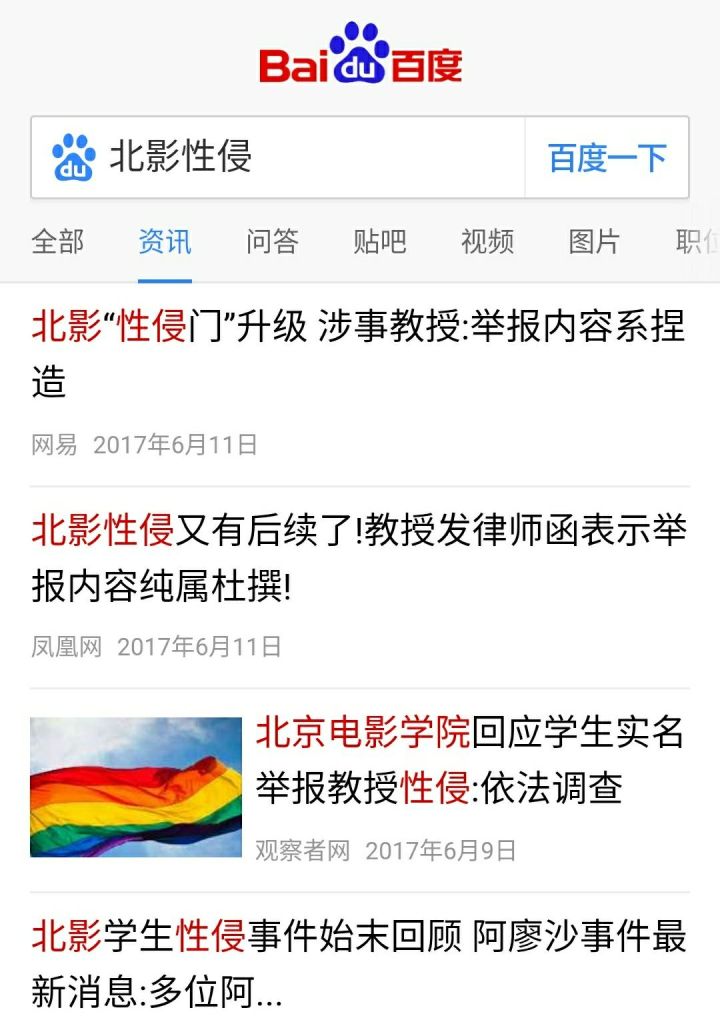 Bai du 百度
du 北影性侵 百度一下
全部 资讯 问答 贴吧 视频 图片 职位
北影“性侵门”升级 涉事教授:举报内容系捏
造
网易 2017年6月11日
北影性侵又有后续了!教授发律师函表示举
报内容纯属杜撰!
凤凰网 2017年6月11日
北京电影学院回应学生实名
举报教授性侵:依法调查
观察者网 2017年6月9日
北影学生性侵事件始末回顾 阿廖沙事件最
新消息:多位阿...